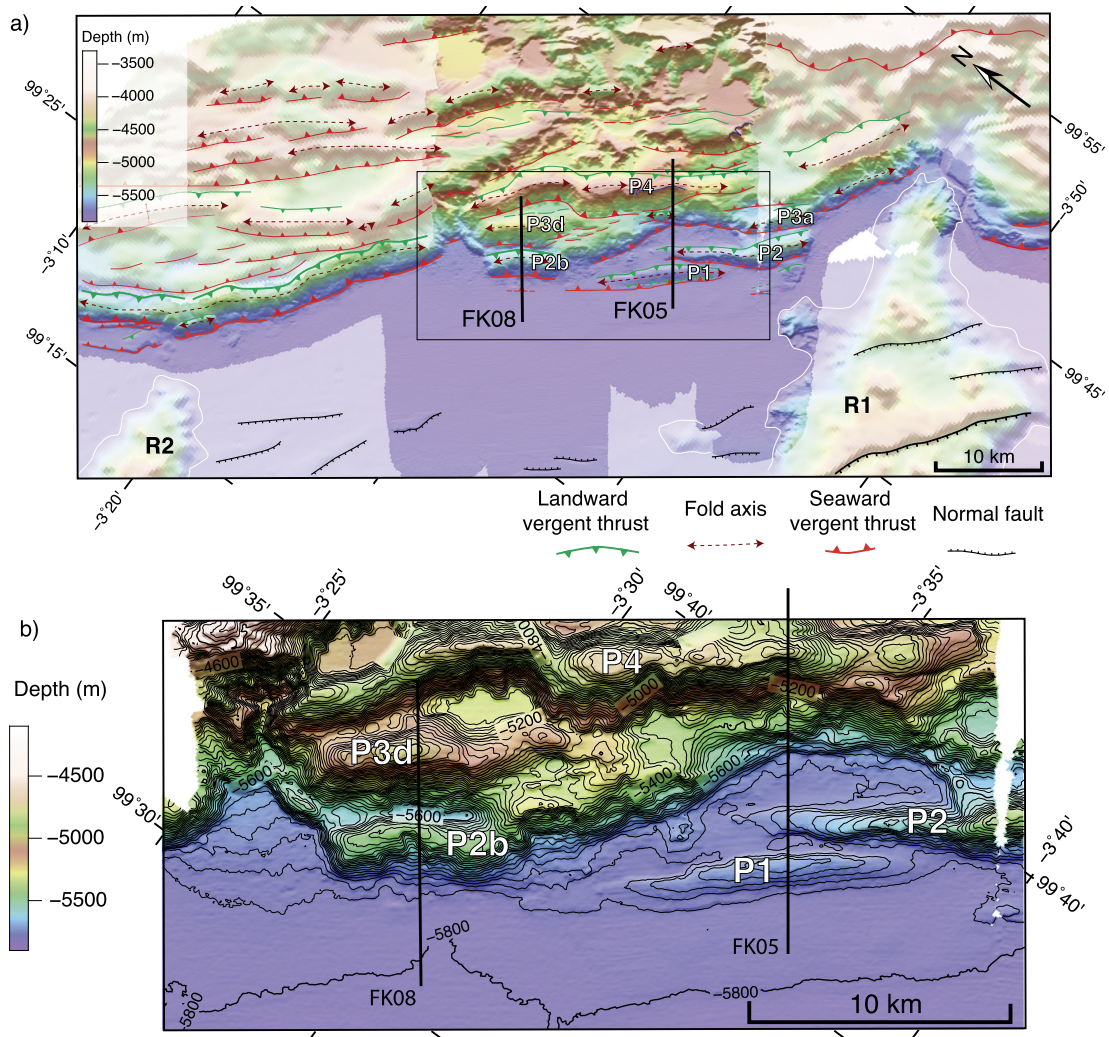 a)
Depth (m)
−3500
−4000
−4500
−5000
−5500
99˚25'
−3˚10'
99˚15'
−3˚20'
N
99˚55'
−3˚50'
99˚45'
P4
P3d
P3a
P2b
P2
P1
FK08
FK05
R1
R2
10 km
Landward
vergent thrust
Fold axis
Seaward
vergent thrust
Normal fault
b)
Depth (m)
−4500
−5000
−5500
99˚35'
−3˚25'
−3˚30'
99˚40'
−3˚35'
99˚30'
−3˚40'
99˚40'
−4600
4800
−5000
−5200
−5200
−5400
−5600
−5600
−5600
−5800
−5800
−5800
P4
P3d
P2b
P2
P1
FK05
FK08
10 km